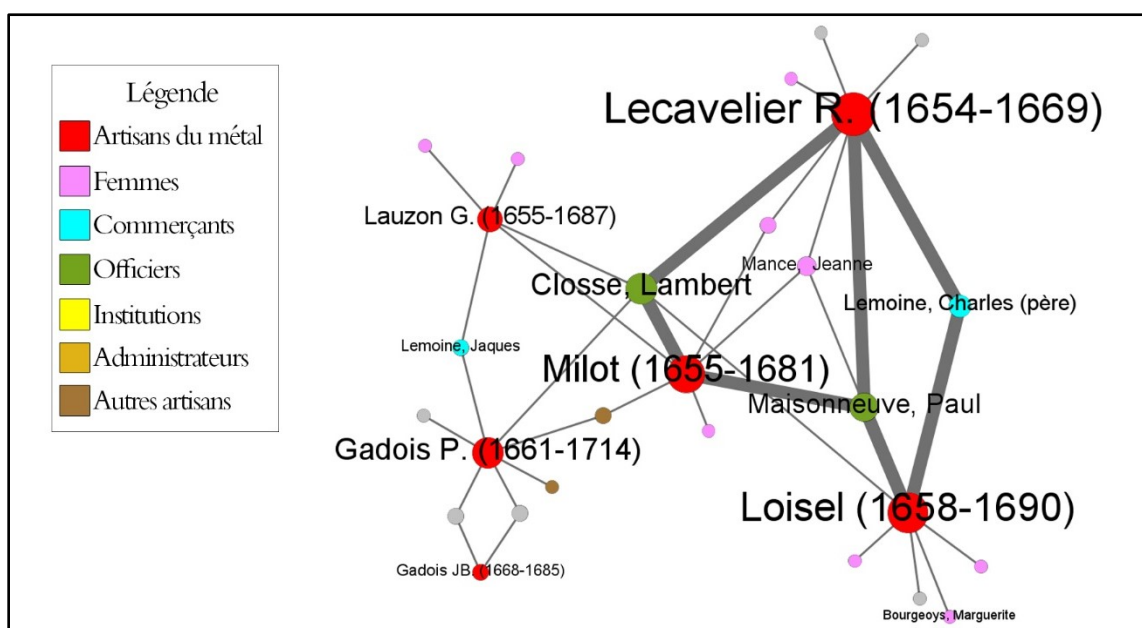 Légende
Artisans du métal
Femmes
Commerçants
Officiers
Institutions
Administrateurs
Autres artisans
Lecavelier R. (1654-1669)
Lauzon G. (1655-1687)
Mance, Jeanne
Closse, Lambert
Lemoine, Charles (père)
Lemoine, Jaques
Milot (1655-1681)
Maisonneuve, Paul
Gadois P. (1661-1714)
Loisel (1658-1690)
Gadois JB. (1668-1685)
Bourgeoys, Marguerite